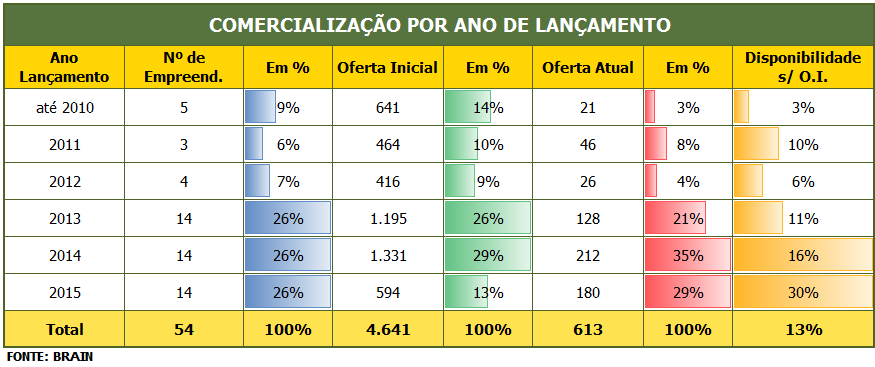 COMERCIALIZAÇÃO POR ANO DE LANÇAMENTO
Ano Lançamento Nº de Empreend. Em % Oferta Inicial Em % Oferta Atual Em % Disponibilidade s/ O.I.
até 2010 5 9% 641 14% 21 3% 3%
2011 3 6% 464 10% 46 8% 10%
2012 4 7% 416 9% 26 4% 6%
2013 14 26% 1.195 26% 128 21% 11%
2014 14 26% 1.331 29% 212 35% 16%
2015 14 26% 594 13% 180 29% 30%
Total 54 100% 4.641 100% 613 100% 13%
FONTE: BRAIN